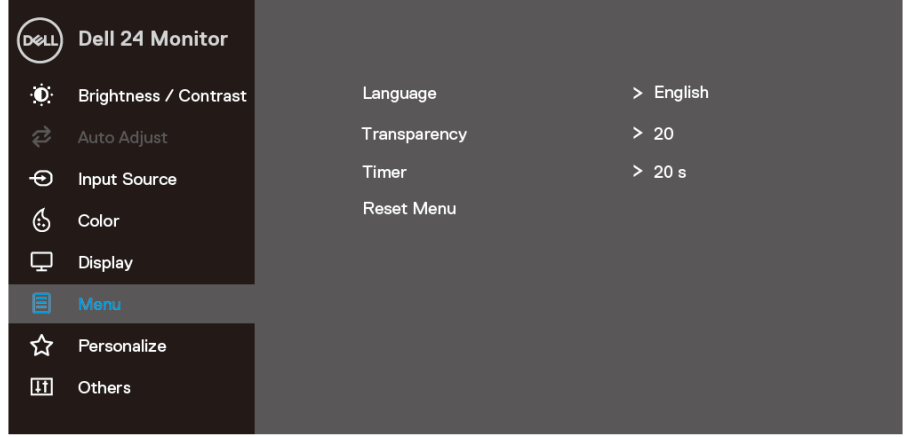 DELL
Dell 24 Monitor
Brightness / Contrast
Auto Adjust
Input Source
Color
Display
Menu
Personalize
Others
Language > English
Transparency > 20
Timer > 20 s
Reset Menu